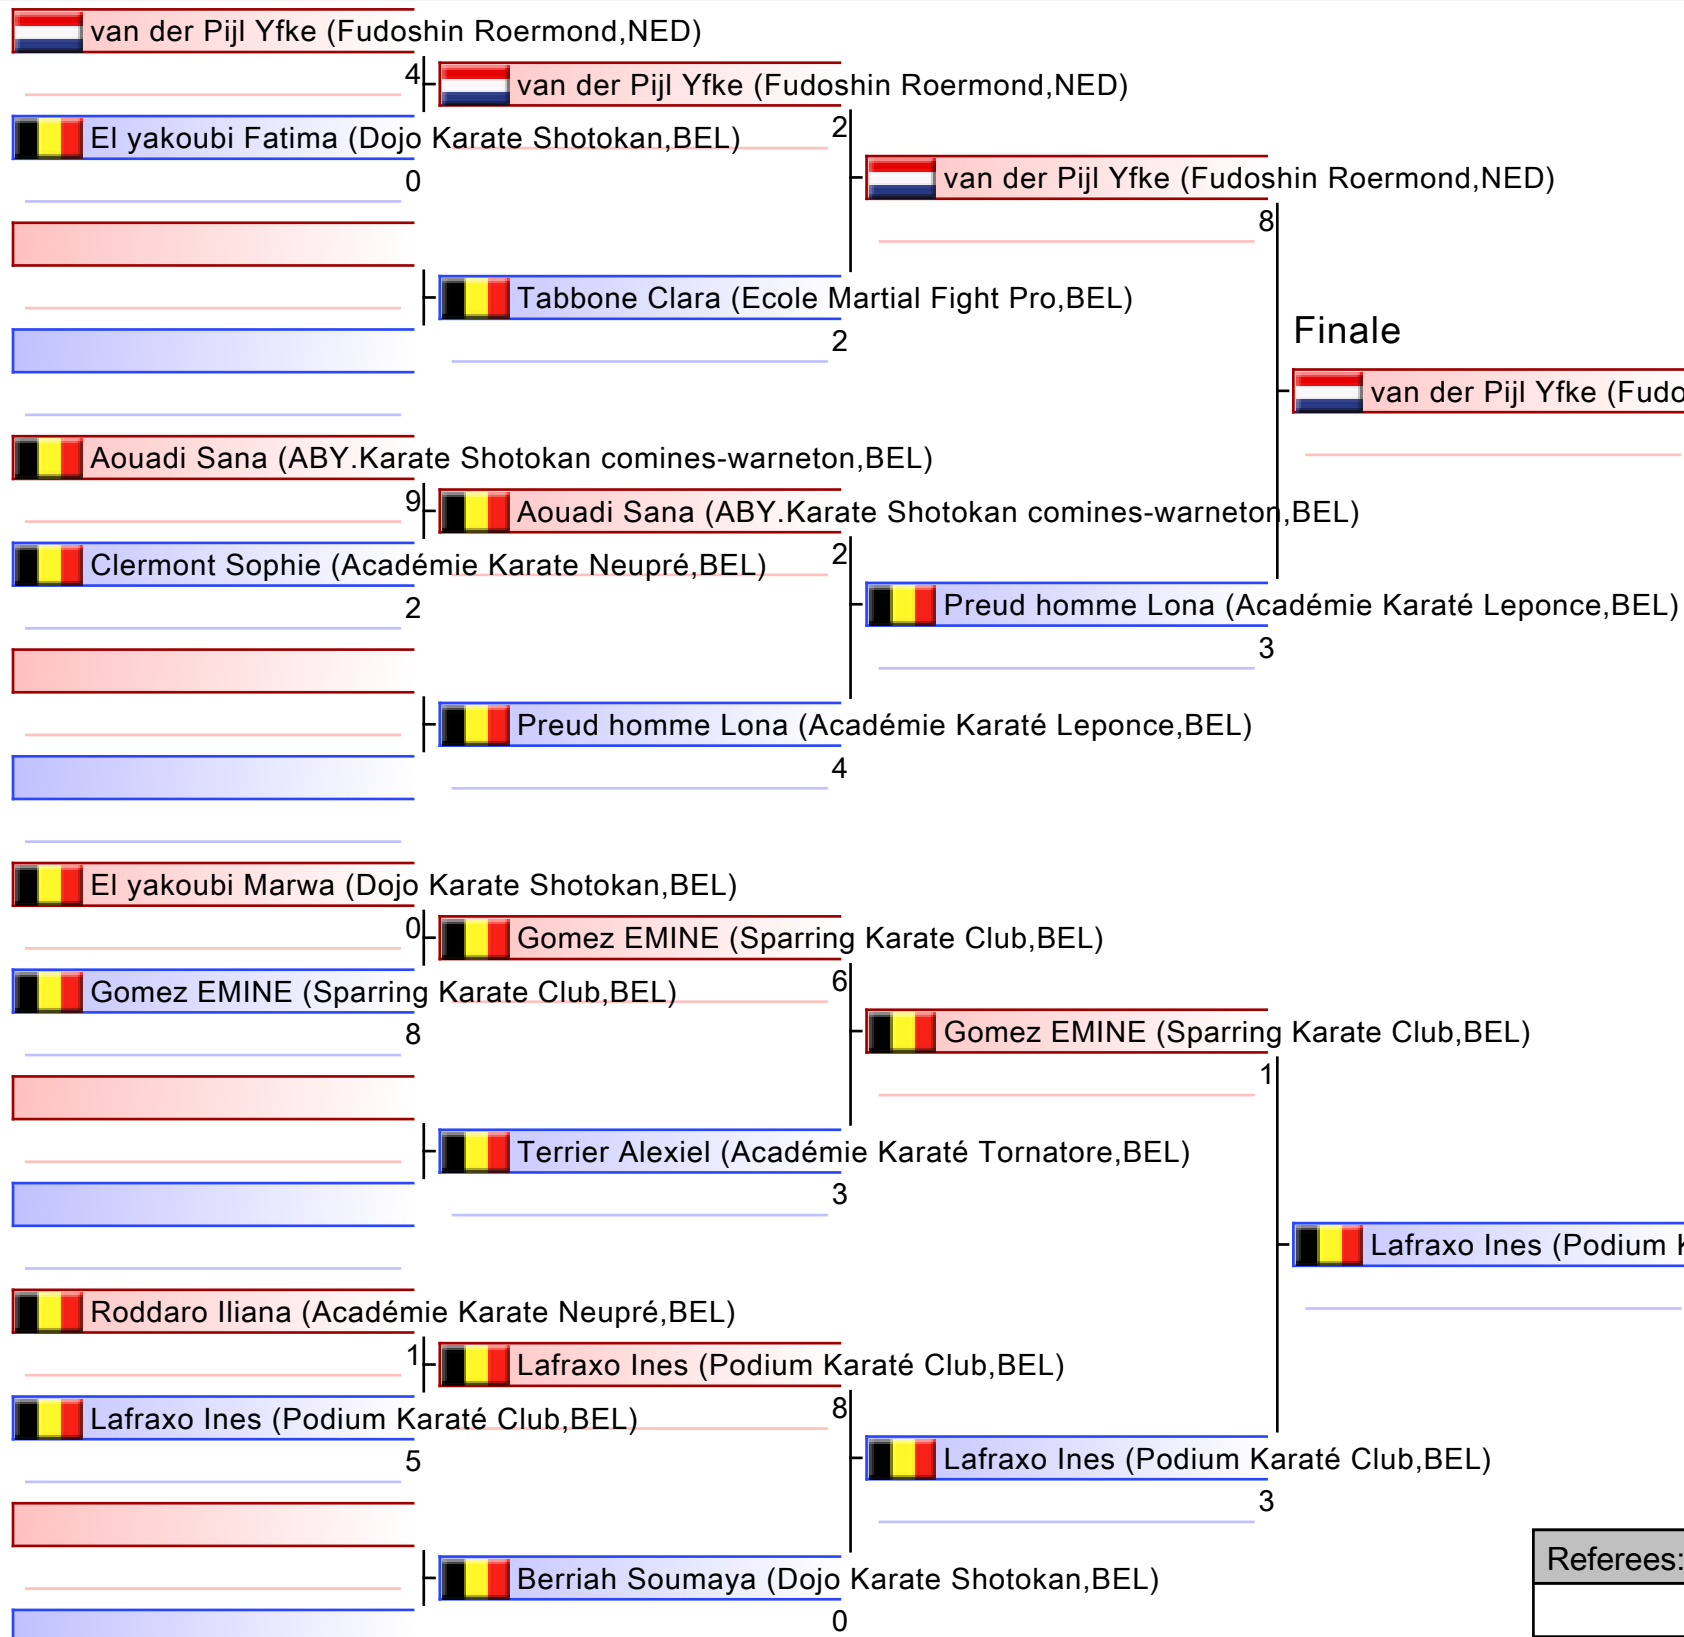 van der Pijl Yfke (Fudoshin Roermond,NED)
4
El yakoubi Fatima (Dojo Karate Shotokan,BEL)
0
Aouadi Sana (ABY.Karate Shotokan comines-warneton,BEL)
9
Clermont Sophie (Académie Karate Neupré,BEL)
2
El yakoubi Marwa (Dojo Karate Shotokan,BEL)
0
Gomez EMINE (Sparring Karate Club,BEL)
8
Roddaro Iliana (Académie Karate Neupré,BEL)
1
Lafraxo Ines (Podium Karaté Club,BEL)
5
van der Pijl Yfke (Fudoshin Roermond,NED)
2
Tabbone Clara (Ecole Martial Fight Pro,BEL)
2
Aouadi Sana (ABY.Karate Shotokan comines-warneton,BEL)
2
Preud homme Lona (Académie Karaté Leponce,BEL)
4
Gomez EMINE (Sparring Karate Club,BEL)
6
Terrier Alexiel (Académie Karaté Tornatore,BEL)
3
Lafraxo Ines (Podium Karaté Club,BEL)
8
Berriah Soumaya (Dojo Karate Shotokan,BEL)
0
van der Pijl Yfke (Fudoshin Roermond,NED)
8
Preud homme Lona (Académie Karaté Leponce,BEL)
3
Gomez EMINE (Sparring Karate Club,BEL)
1
Lafraxo Ines (Podium Karaté Club,BEL)
3
Finale
van der Pijl Yfke (Fudo
Lafraxo Ines (Podium
Referees: